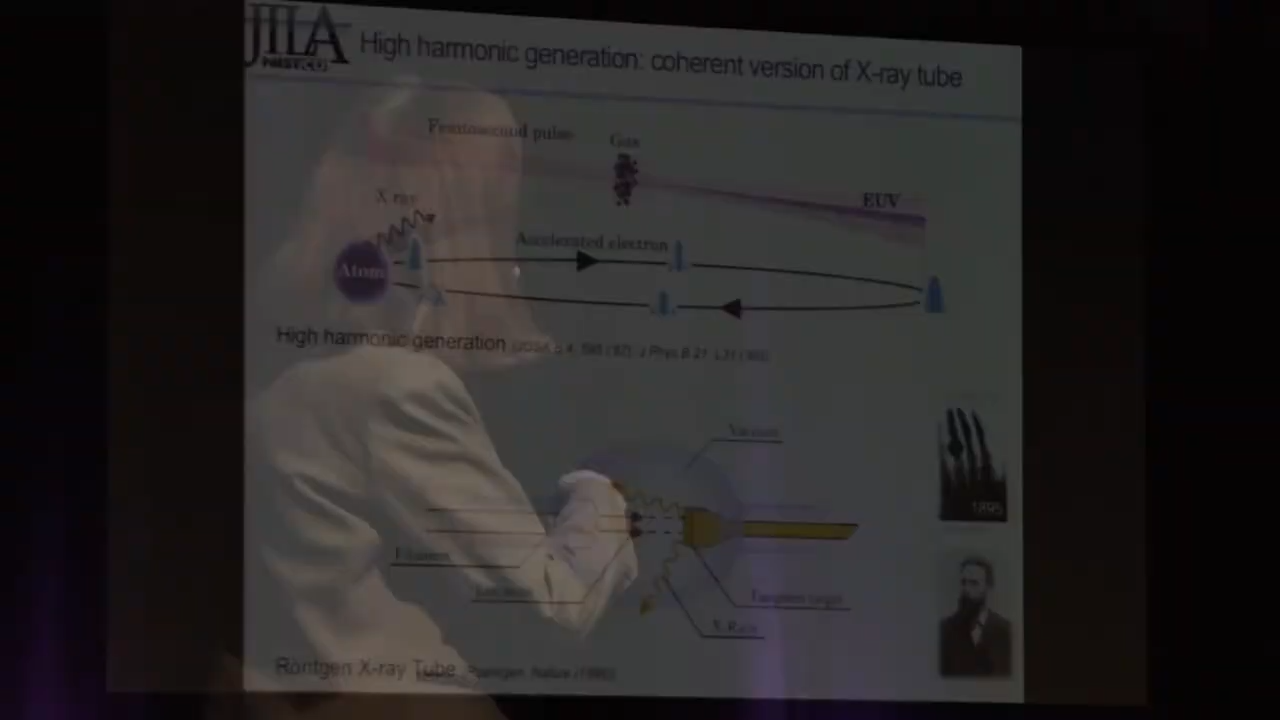 JILA
High harmonic generation: coherent version of X-ray tube
Femtosecond pulse
Gas
EUV
X ray
Accelerated electron
Atom
High harmonic generation
Vacuum
1895
Filament
Tungsten target
X-Rays
Röntgen X-ray Tube